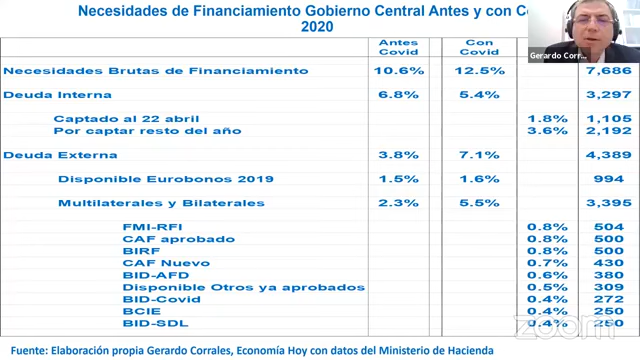 Necesidades de Financiamiento Gobierno Central Antes y con
2020
Antes Covid Con Covid
Necesidades Brutas de Financiamiento 10.6% 12.5% 7,686
Deuda Interna 6.8% 5.4% 3,297
Captado al 22 abril 1.8% 1,105
Por captar resto del año 3.6% 2,192
Deuda Externa 3.8% 7.1% 4,389
Disponible Eurobonos 2019 1.5% 1.6% 994
Multilaterales y Bilaterales 2.3% 5.5% 3,395
FMI-RFI 0.8% 504
CAF aprobado 0.8% 500
BIRF 0.8% 500
CAF Nuevo 0.7% 430
BID-AFD 0.6% 380
Disponible Otros ya aprobados 0.5% 309
BID-Covid 0.4% 272
BCIE 0.4% 250
BID-SDL 0.4% 250
Fuente: Elaboración propia Gerardo Corrales, Economía Hoy con datos del Ministerio de Hacienda
Gerardo Corr...
zoom